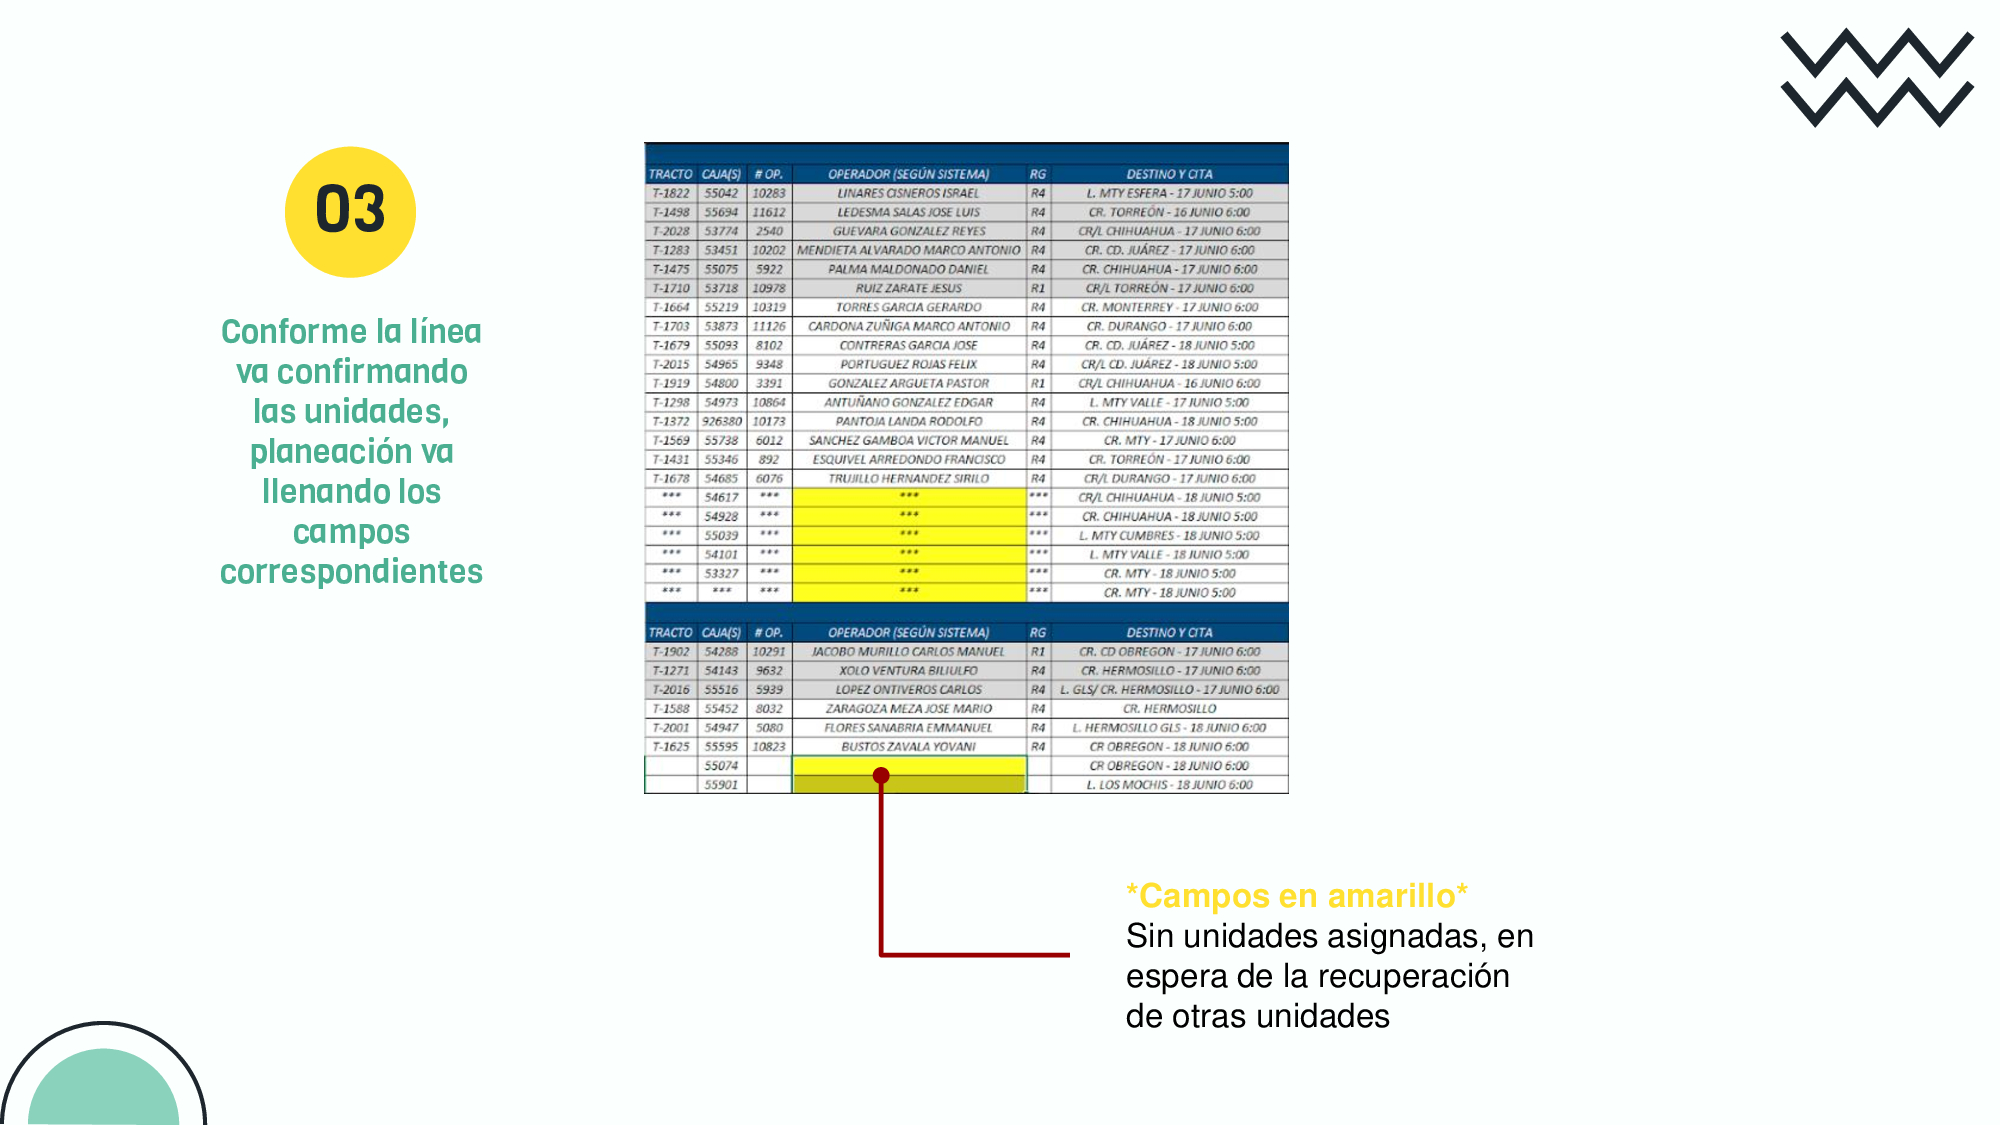 03
Conforme la línea
va confirmando
las unidades,
planeación va
llenando los
campos
correspondientes
TRACTO CAJA(S) # OP. OPERADOR (SEGÚN SISTEMA) RG DESTINO Y CITA
T-1822 55042 10283 LINARES CISNEROS ISRAEL R4 L. MTY ESFERA - 17 JUNIO 5:00
T-1498 55694 11612 LEDESMA SALAS JOSE LUIS R4 CR. TORREÓN - 16 JUNIO 6:00
T-2028 53774 2540 GUEVARA GONZALEZ REYES R4 CR/L CHIHUAHUA - 17 JUNIO 6:00
T-1283 53451 10202 MENDIETA ALVARADO MARCO ANTONIO R4 CR. CD. JUÁREZ - 17 JUNIO 6:00
T-1475 55075 5922 PALMA MALDONADO DANIEL R4 CR. CHIHUAHUA - 17 JUNIO 6:00
T-1710 53718 10978 RUIZ ZARATE JESUS R1 CR/L TORREÓN - 17 JUNIO 6:00
T-1664 55219 10319 TORRES GARCIA GERARDO R4 CR. MONTERREY - 17 JUNIO 6:00
T-1703 53873 11126 CARDONA ZUÑIGA MARCO ANTONIO R4 CR. DURANGO - 17 JUNIO 6:00
T-1679 55093 8102 CONTRERAS GARCIA JOSE R4 CR. CD. JUÁREZ - 18 JUNIO 5:00
T-2015 54965 9348 PORTUGUEZ ROJAS FELIX R4 CR/L CD. JUÁREZ - 18 JUNIO 5:00
T-1919 54800 3391 GONZALEZ ARGUETA PASTOR R1 CR/L CHIHUAHUA - 16 JUNIO 6:00
T-1298 54973 10864 ANTUÑANO GONZALEZ EDGAR R4 L. MTY VALLE - 17 JUNIO 5:00
T-1372 926380 10173 PANTOJA LANDA RODOLFO R4 CR. CHIHUAHUA - 18 JUNIO 5:00
T-1569 55738 6012 SANCHEZ GAMBOA VICTOR MANUEL R4 CR. MTY - 17 JUNIO 6:00
T-1431 55346 892 ESQUIVEL ARREDONDO FRANCISCO R4 CR. TORREÓN - 17 JUNIO 6:00
T-1678 54685 6076 TRUJILLO HERNANDEZ SIRILO R4 CR/L DURANGO - 17 JUNIO 6:00
*** 54617 *** *** *** CR/L CHIHUAHUA - 18 JUNIO 5:00
*** 54928 *** *** *** CR. CHIHUAHUA - 18 JUNIO 5:00
*** 55039 *** *** *** L. MTY CUMBRES - 18 JUNIO 5:00
*** 54101 *** *** *** L. MTY VALLE - 18 JUNIO 5:00
*** 53327 *** *** *** CR. MTY - 18 JUNIO 5:00
*** *** *** *** *** CR. MTY - 18 JUNIO 5:00
TRACTO CAJA(S) # OP. OPERADOR (SEGÚN SISTEMA) RG DESTINO Y CITA
T-1902 54288 10291 JACOBO MURILLO CARLOS MANUEL R1 CR. CD OBREGON - 17 JUNIO 6:00
T-1271 54143 9632 XOLO VENTURA BILIULFO R4 CR. HERMOSILLO - 17 JUNIO 6:00
T-2016 55516 5939 LOPEZ ONTIVEROS CARLOS R4 L. GLS/ CR. HERMOSILLO - 17 JUNIO 6:00
T-1588 55452 8032 ZARAGOZA MEZA JOSE MARIO R4 CR. HERMOSILLO
T-2001 54947 5080 FLORES SANABRIA EMMANUEL R4 L. HERMOSILLO GLS - 18 JUNIO 6:00
T-1625 55595 10823 BUSTOS ZAVALA YOVANI R4 CR OBREGON - 18 JUNIO 6:00
55074 CR OBREGON - 18 JUNIO 6:00
55901 L. LOS MOCHIS - 18 JUNIO 6:00
*Campos en amarillo*
Sin unidades asignadas, en
espera de la recuperación
de otras unidades